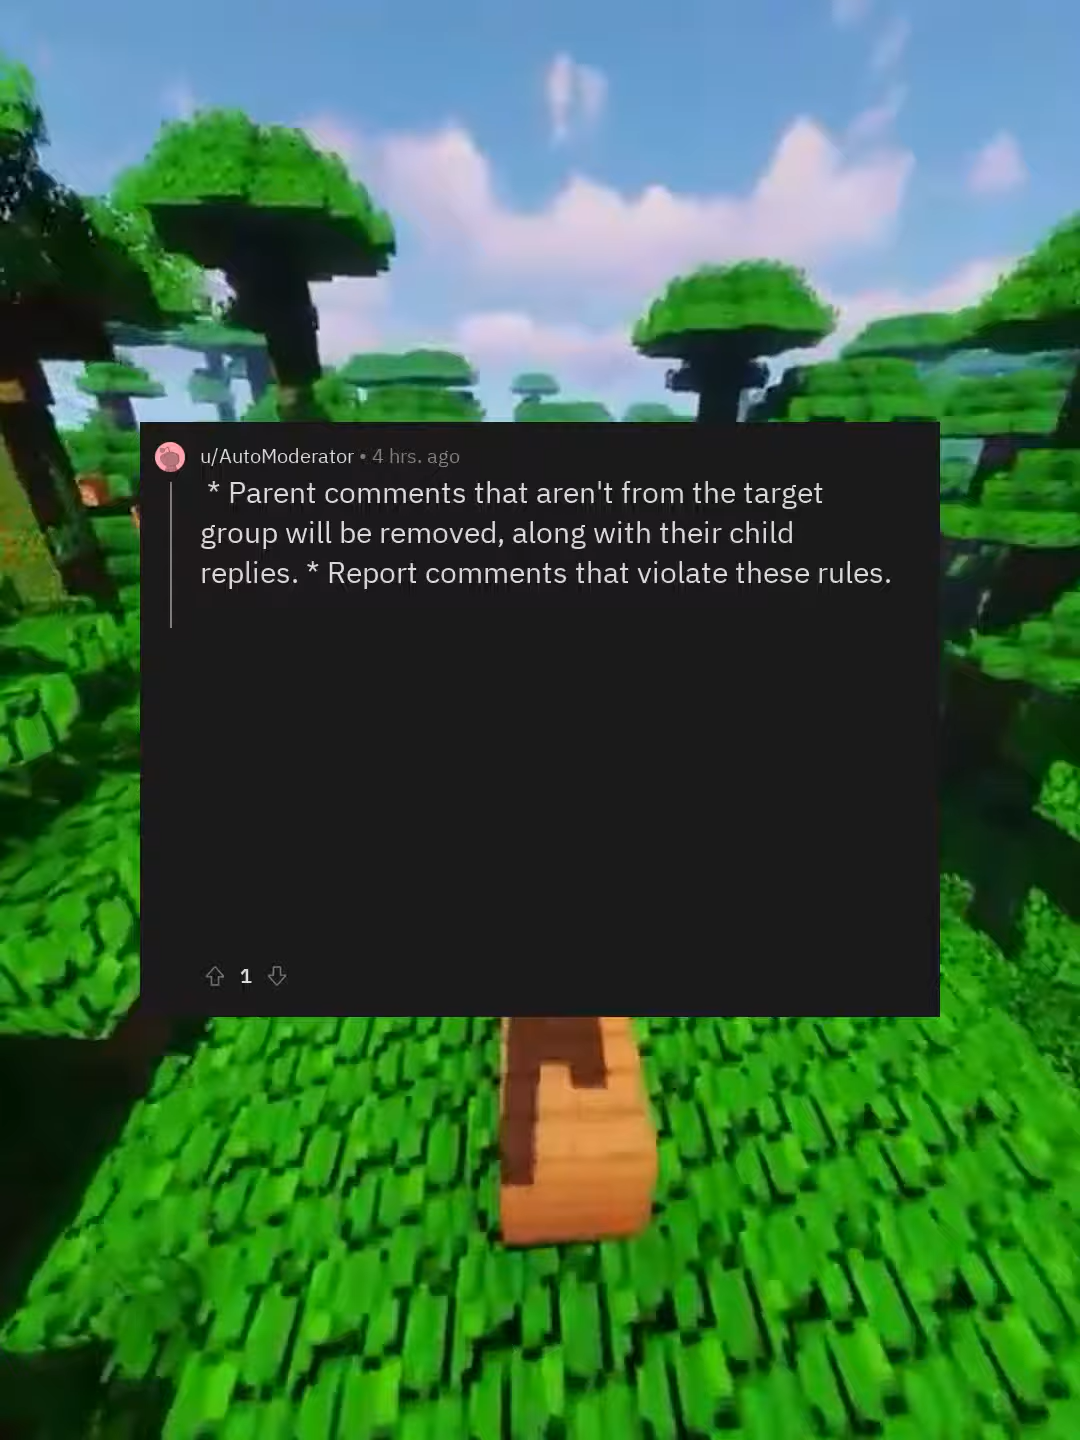 u/AutoModerator • 4 hrs. ago
* Parent comments that aren't from the target
group will be removed, along with their child
replies. * Report comments that violate these rules.
1